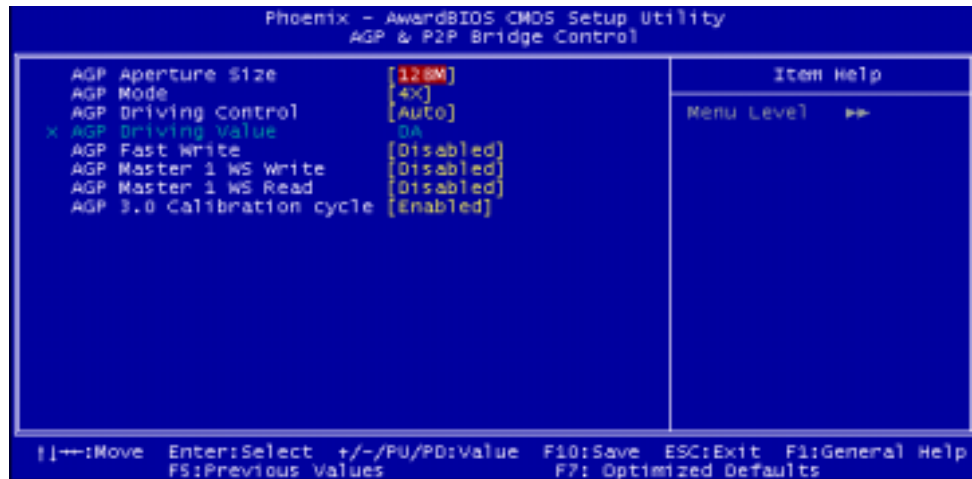 Phoenix - AwardBIOS CMOS Setup Utility
AGP & P2P Bridge Control
AGP Aperture Size [128M]
AGP Mode [4X]
AGP Driving Control [Auto]
x AGP Driving Value DA
AGP Fast Write [Disabled]
AGP Master 1 WS Write [Disabled]
AGP Master 1 WS Read [Disabled]
AGP 3.0 Calibration cycle [Enabled]
Item Help
Menu Level ►►
↑↓→←:Move Enter:Select +/-/PU/PD:Value F10:Save ESC:Exit F1:General Help
F5:Previous Values F7: Optimized Defaults